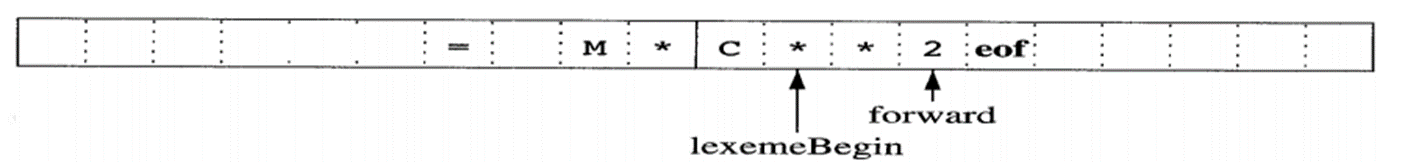 = M * C * * 2 eof
forward
lexemeBegin